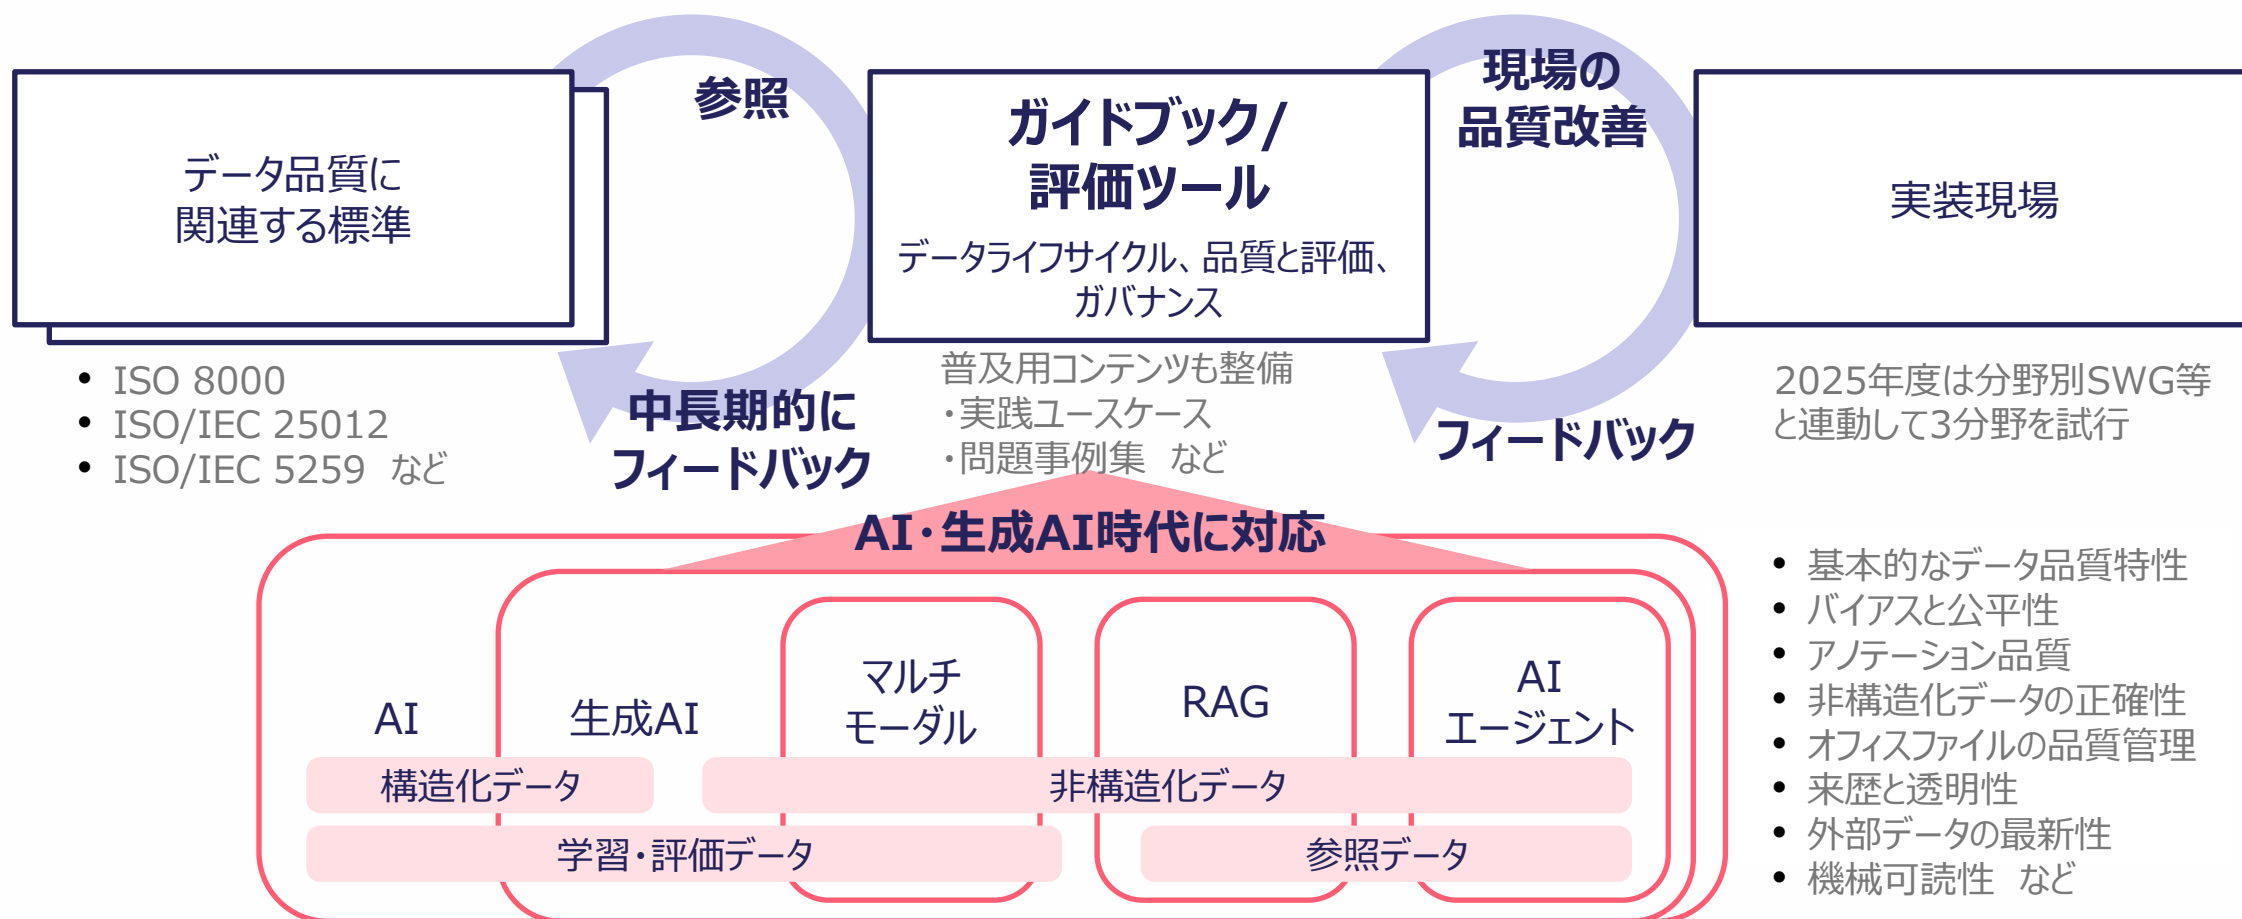 データ品質に
関連する標準
• ISO 8000
• ISO/IEC 25012
• ISO/IEC 5259 など
参照
中長期的に
フィードバック
ガイドブック/
評価ツール
データライフサイクル、品質と評価、
ガバナンス
普及用コンテンツも整備
・実践ユースケース
・問題事例集 など
現場の
品質改善
フィードバック
実装現場
2025年度は分野別SWG等
と連動して3分野を試行
AI・生成AI時代に対応
AI
生成AI
マルチ
モーダル
RAG
AI
エージェント
構造化データ
非構造化データ
学習・評価データ
参照データ
• 基本的なデータ品質特性
• バイアスと公平性
• アノテーション品質
• 非構造化データの正確性
• オフィスファイルの品質管理
• 来歴と透明性
• 外部データの最新性
• 機械可読性 など